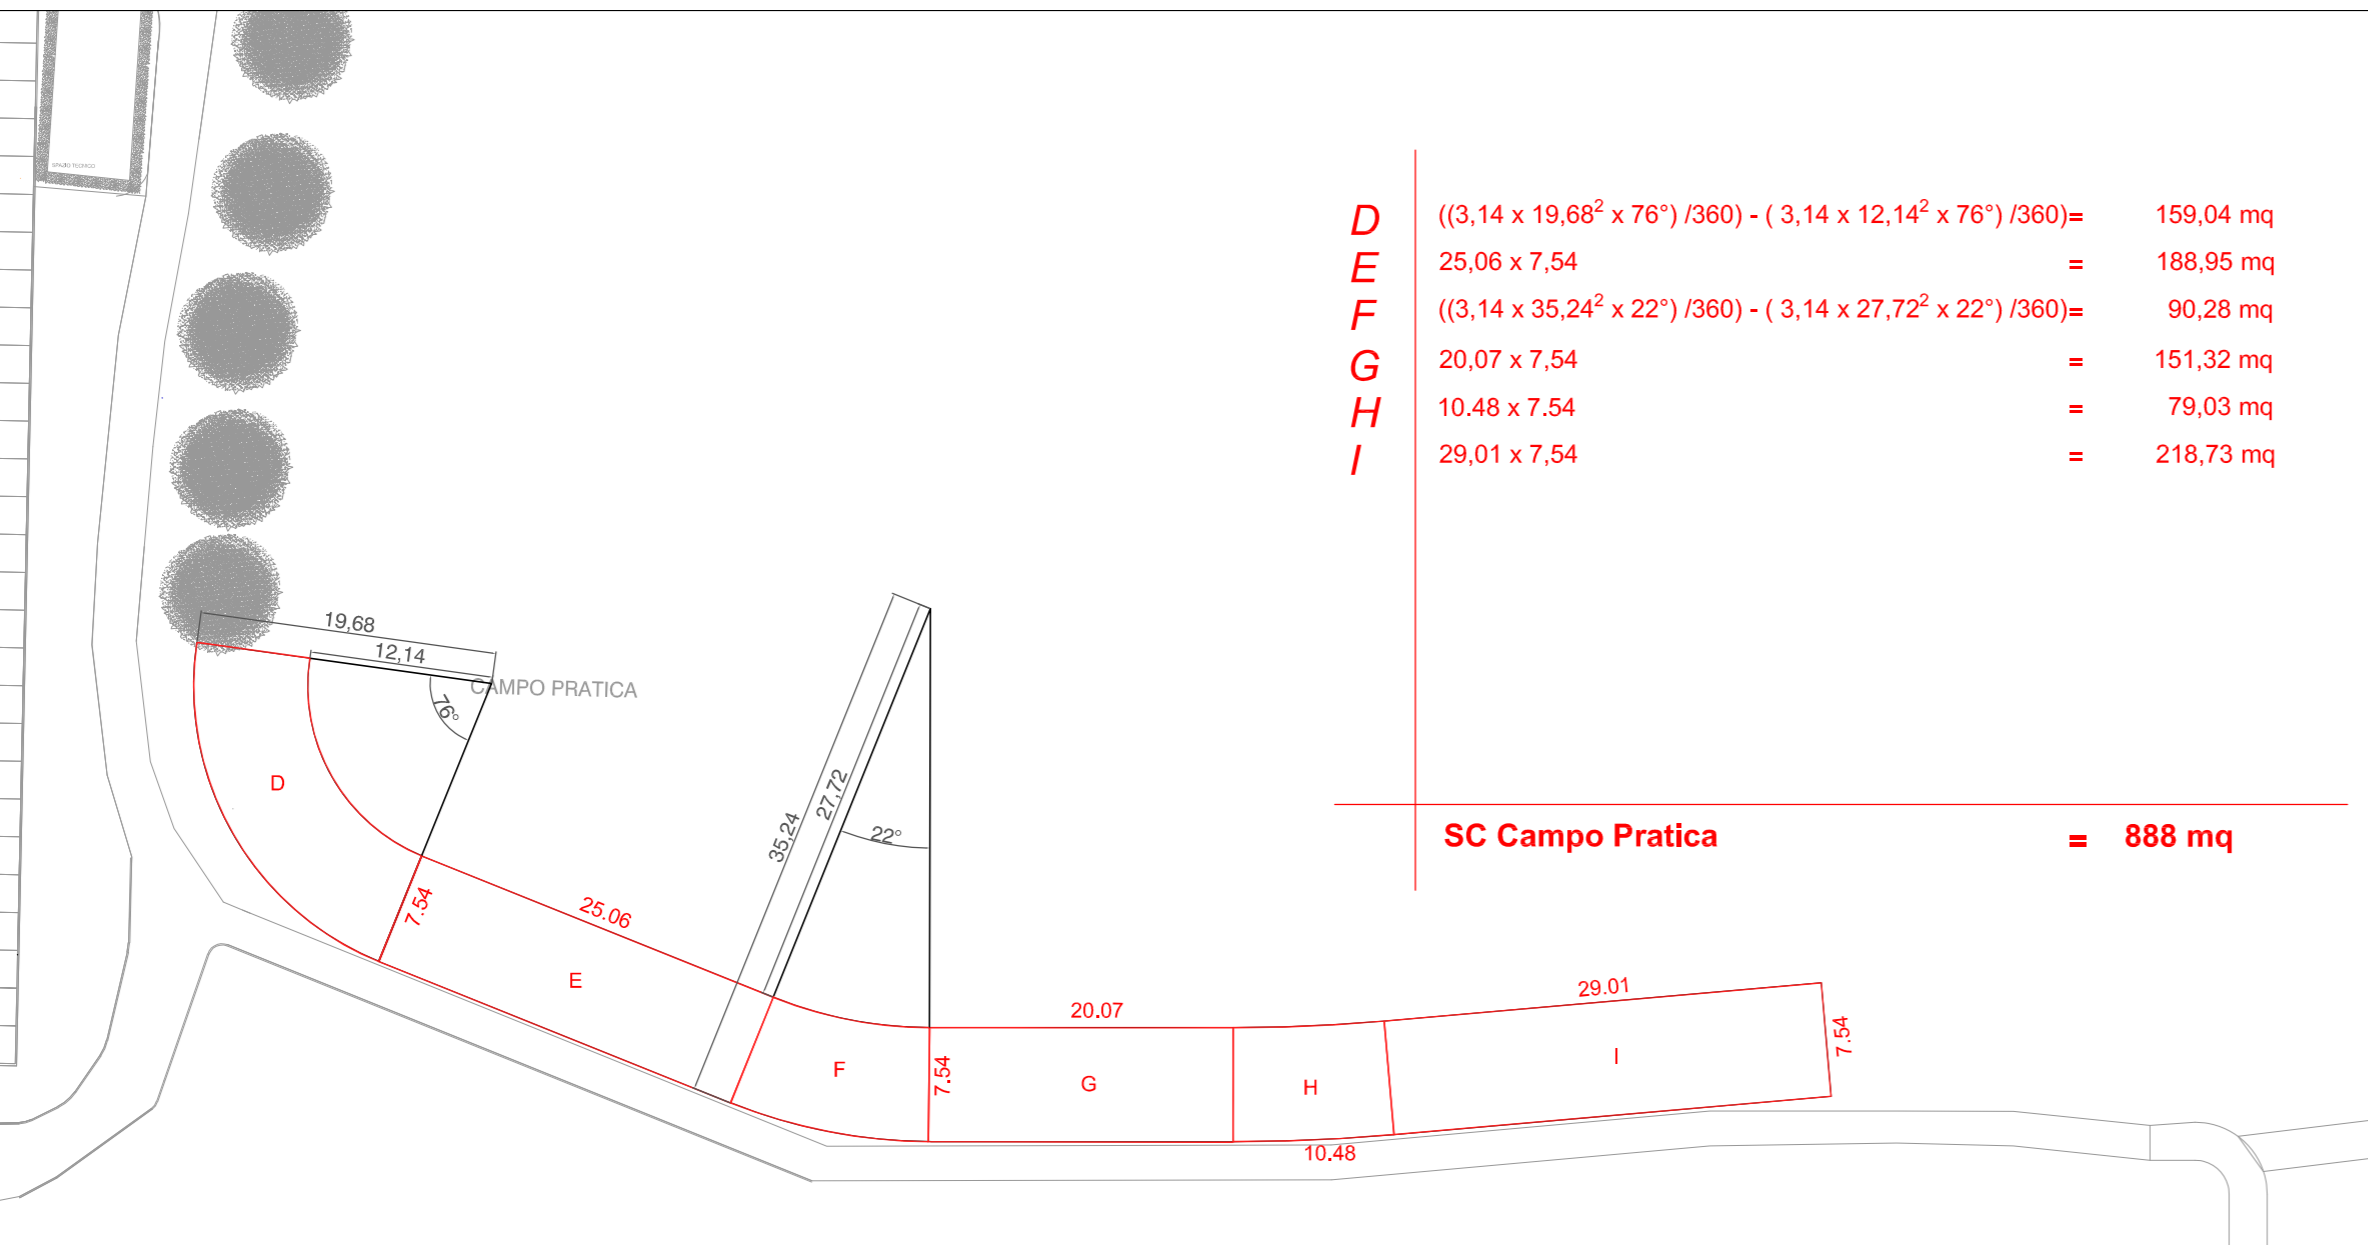 SPAZIO TECNICO
D ((3,14 x 19,68² x 76°) /360) - ( 3,14 x 12,14² x 76°) /360)= 159,04 mq
E 25,06 x 7,54 = 188,95 mq
F ((3,14 x 35,24² x 22°) /360) - ( 3,14 x 27,72² x 22°) /360)= 90,28 mq
G 20,07 x 7,54 = 151,32 mq
H 10.48 x 7.54 = 79,03 mq
I 29,01 x 7,54 = 218,73 mq
SC Campo Pratica = 888 mq
19,68
12,14
CAMPO PRATICA
76°
D
35,24
27,72
22°
7.54
25.06
E
F
7.54
20.07
G
H
10.48
29.01
I
7.54